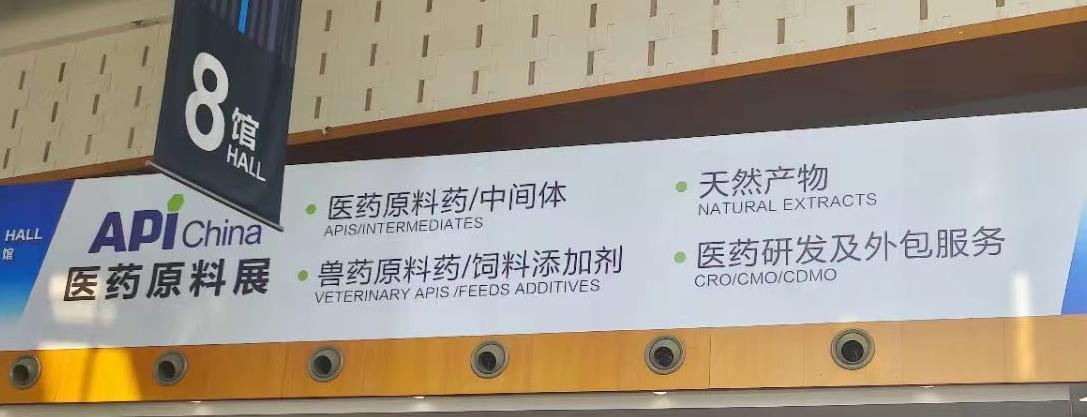 8馆
HALL
HALL
馆
APi China
医药原料展
医药原料药/中间体
APIS/INTERMEDIATES
兽药原料药/饲料添加剂
VETERINARY APIS /FEEDS ADDITIVES
天然产物
NATURAL EXTRACTS
医药研发及外包服务
CRO/CMO/CDMO